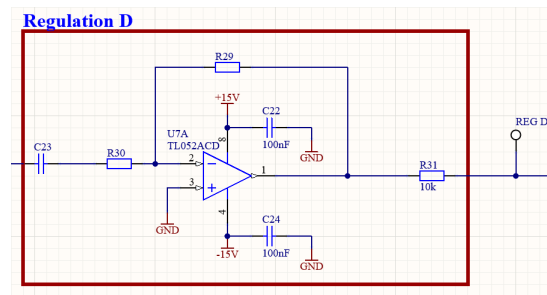 Regulation D
R29
+15V
C22
100nF
GND
U7A
TL052ACD
8
C23
R30
2
3
1
GND
4
C24
100nF
-15V
GND
R31
10k
REG D